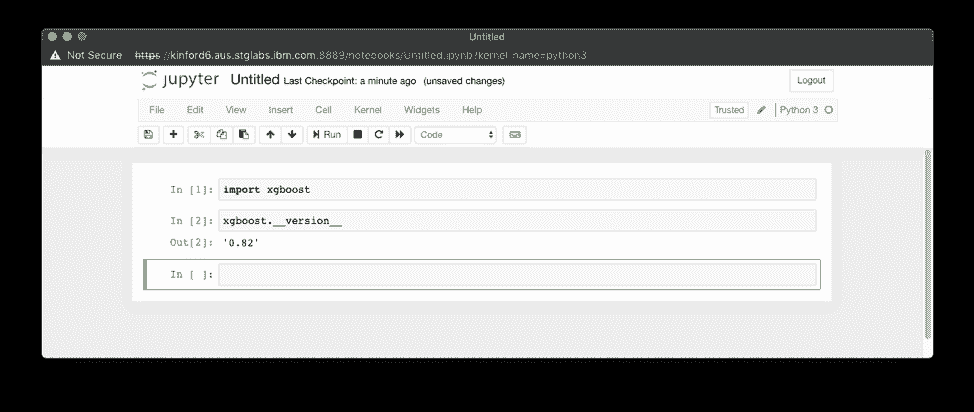 Untitled
Not Secure https://kinford6.aus.stglabs.ibm.com:8889/notebooks/Untitled.ipynb?kernel_name=python3
jupyter Untitled Last Checkpoint: a minute ago (unsaved changes) Logout
File Edit View Insert Cell Kernel Widgets Help Trusted Python 3
Run Code
In [1]: import xgboost
In [2]: xgboost.__version__
Out[2]: '0.82'
In [ ]: